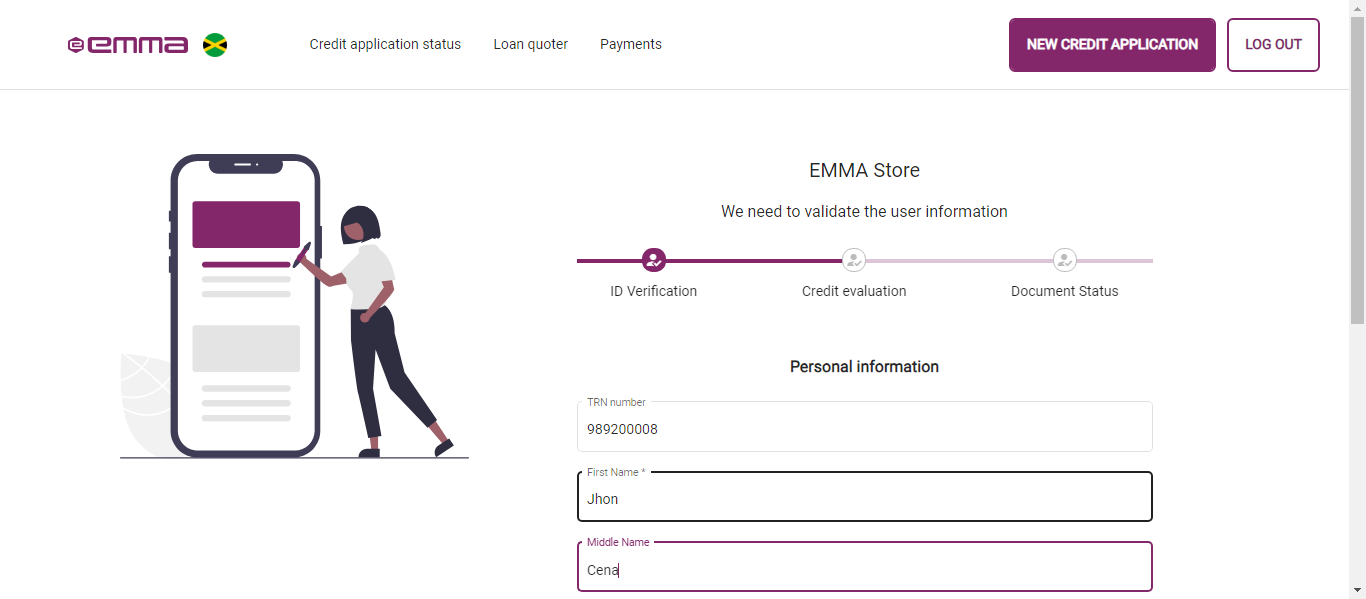 emma
Credit application status
Loan quoter
Payments
NEW CREDIT APPLICATION
LOG OUT
EMMA Store
We need to validate the user information
ID Verification
Credit evaluation
Document Status
Personal information
TRN number
989200008
First Name *
Jhon
Middle Name
Cena